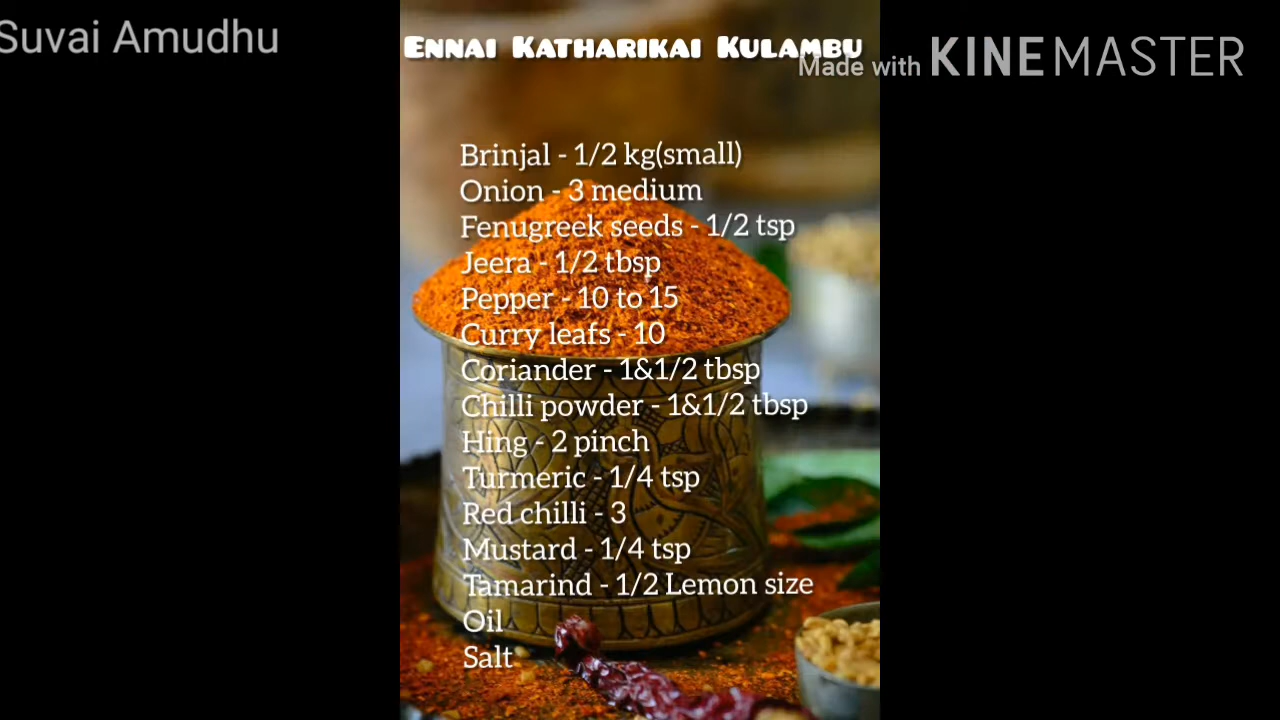 Suvai Amudhu
Ennai Katharikai Kulambu
Made with KINEMASTER
Brinjal - 1/2 kg(small)
Onion - 3 medium
Fenugreek seeds - 1/2 tsp
Jeera - 1/2 tbsp
Pepper - 10 to 15
Curry leafs - 10
Coriander - 1&1/2 tbsp
Chilli powder - 1&1/2 tbsp
Hing - 2 pinch
Turmeric - 1/4 tsp
Red chilli - 3
Mustard - 1/4 tsp
Tamarind - 1/2 Lemon size
Oil
Salt